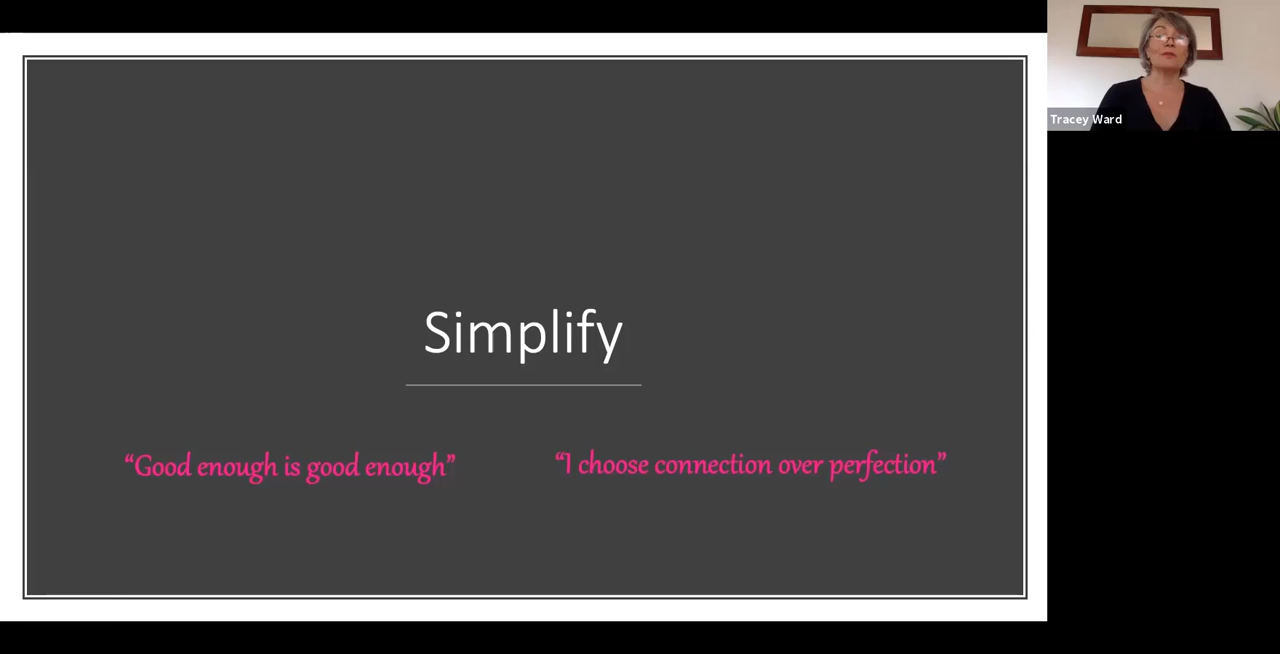 Simplify
“Good enough is good enough”
“I choose connection over perfection”
Tracey Ward